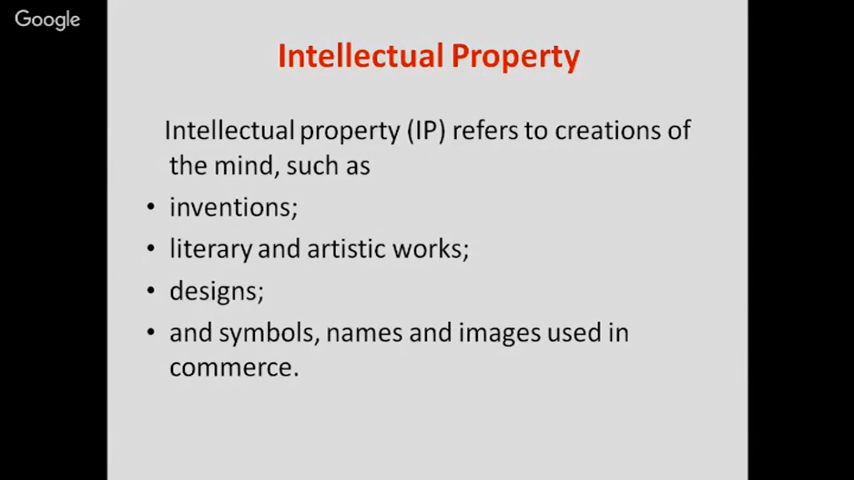 Google
Intellectual Property
Intellectual property (IP) refers to creations of
the mind, such as
• inventions;
• literary and artistic works;
• designs;
• and symbols, names and images used in
commerce.